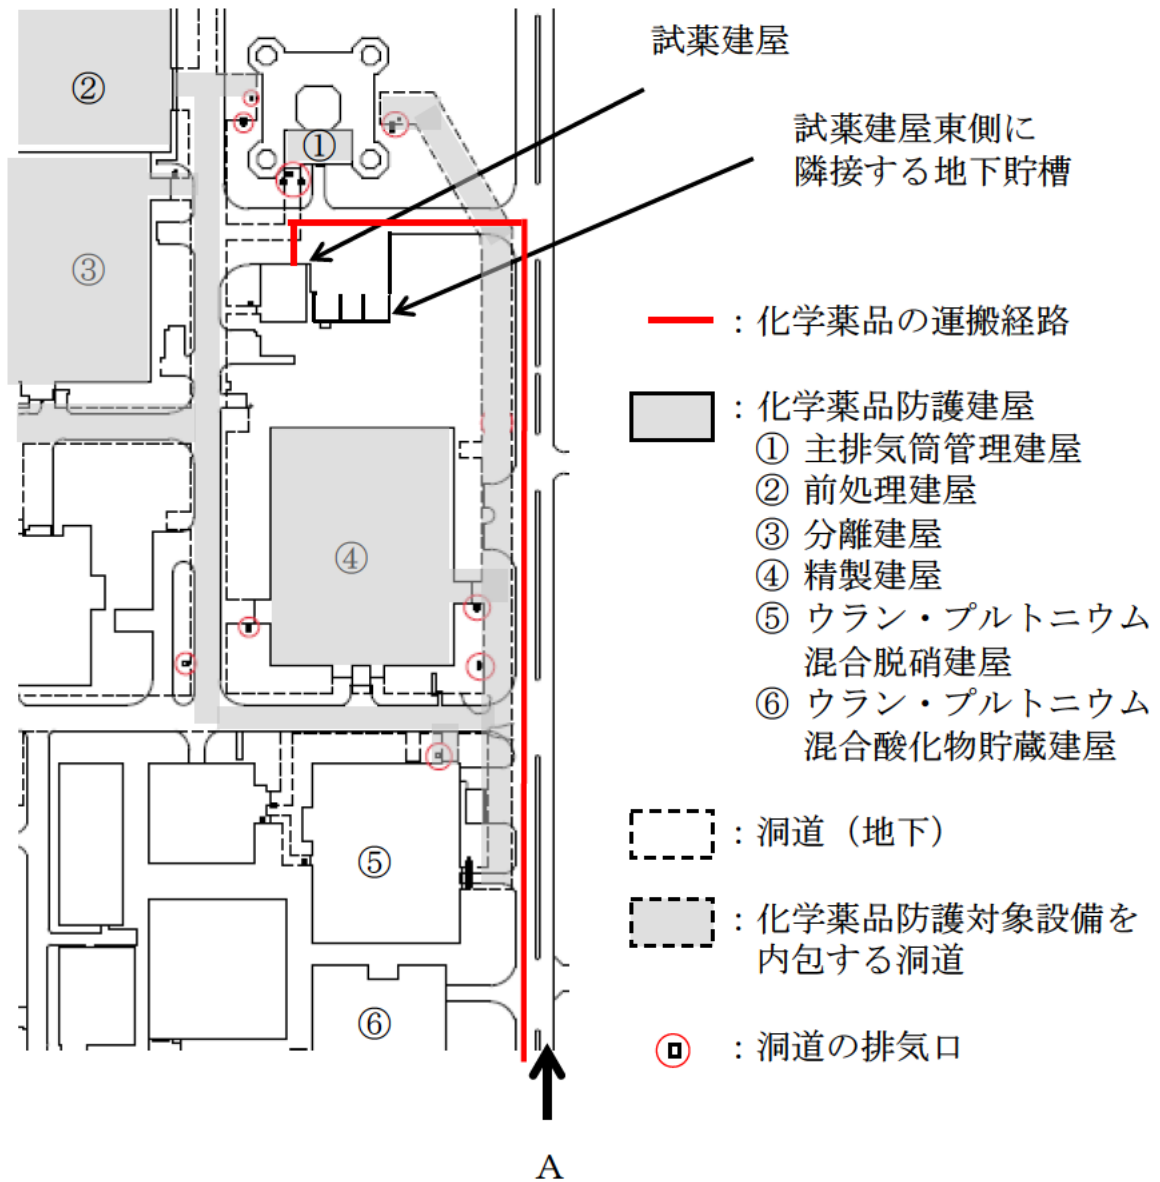 試薬建屋
試薬建屋東側に
隣接する地下貯槽
②
①
③
④
⑤
⑥
：化学薬品の運搬経路
：化学薬品防護建屋
① 主排気筒管理建屋
② 前処理建屋
③ 分離建屋
④ 精製建屋
⑤ ウラン・プルトニウム
混合脱硝建屋
⑥ ウラン・プルトニウム
混合酸化物貯蔵建屋
：洞道（地下）
：化学薬品防護対象設備を
内包する洞道
：洞道の排気口
A